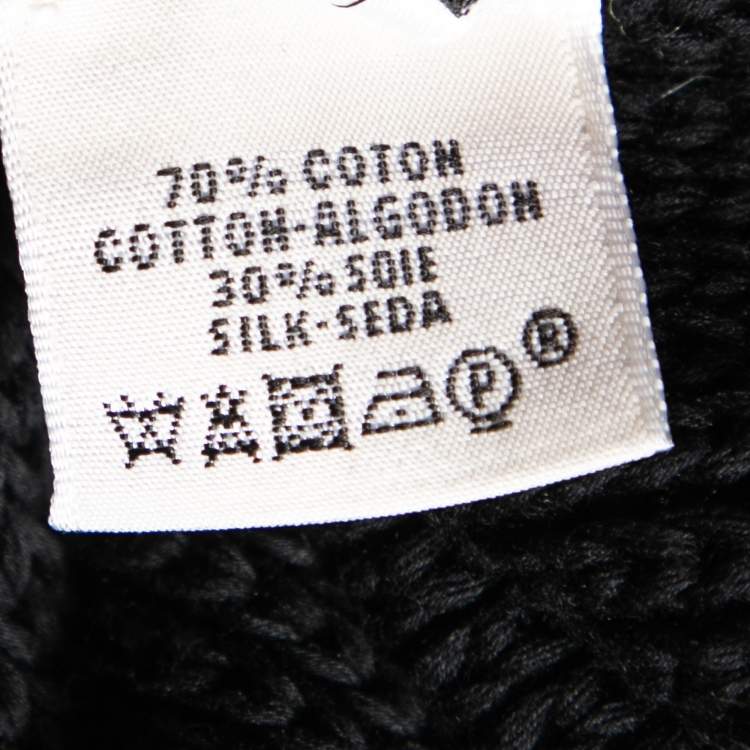 70% COTON
COTTON-ALGODON
30% SOIE
SILK-SEDA
P ®